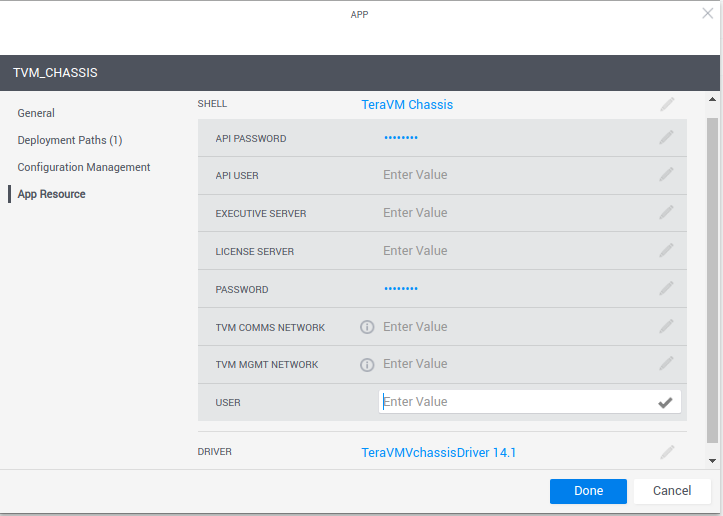 APP
TVM_CHASSIS
General
Deployment Paths (1)
Configuration Management
App Resource
SHELL TeraVM Chassis
API PASSWORD ••••••••
API USER Enter Value
EXECUTIVE SERVER Enter Value
LICENSE SERVER Enter Value
PASSWORD ••••••••
TVM COMMS NETWORK Enter Value
TVM MGMT NETWORK Enter Value
USER Enter Value
DRIVER TeraVMVchassisDriver 14.1
Done Cancel